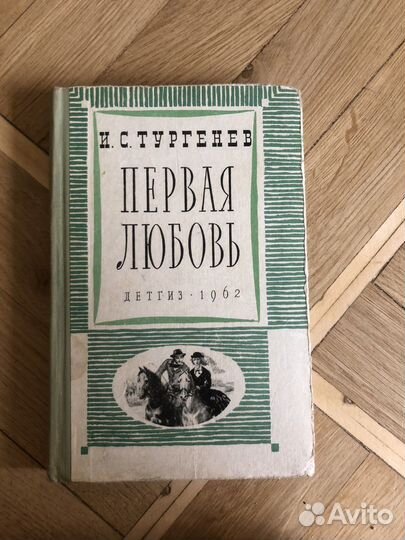 И. С. ТУРГЕНЕВ
ПЕРВАЯ
ЛЮБОВЬ
ДЕТГИЗ · 1962
Avito